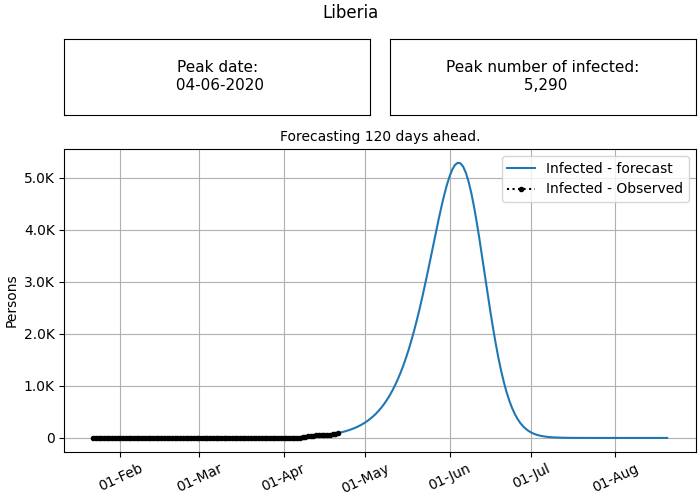 Liberia
Peak date:
04-06-2020
Peak number of infected:
5,290
Forecasting 120 days ahead.
Infected - forecast
Infected - Observed
Persons
5.0K
4.0K
3.0K
2.0K
1.0K
0
01-Feb
01-Mar
01-Apr
01-May
01-Jun
01-Jul
01-Aug